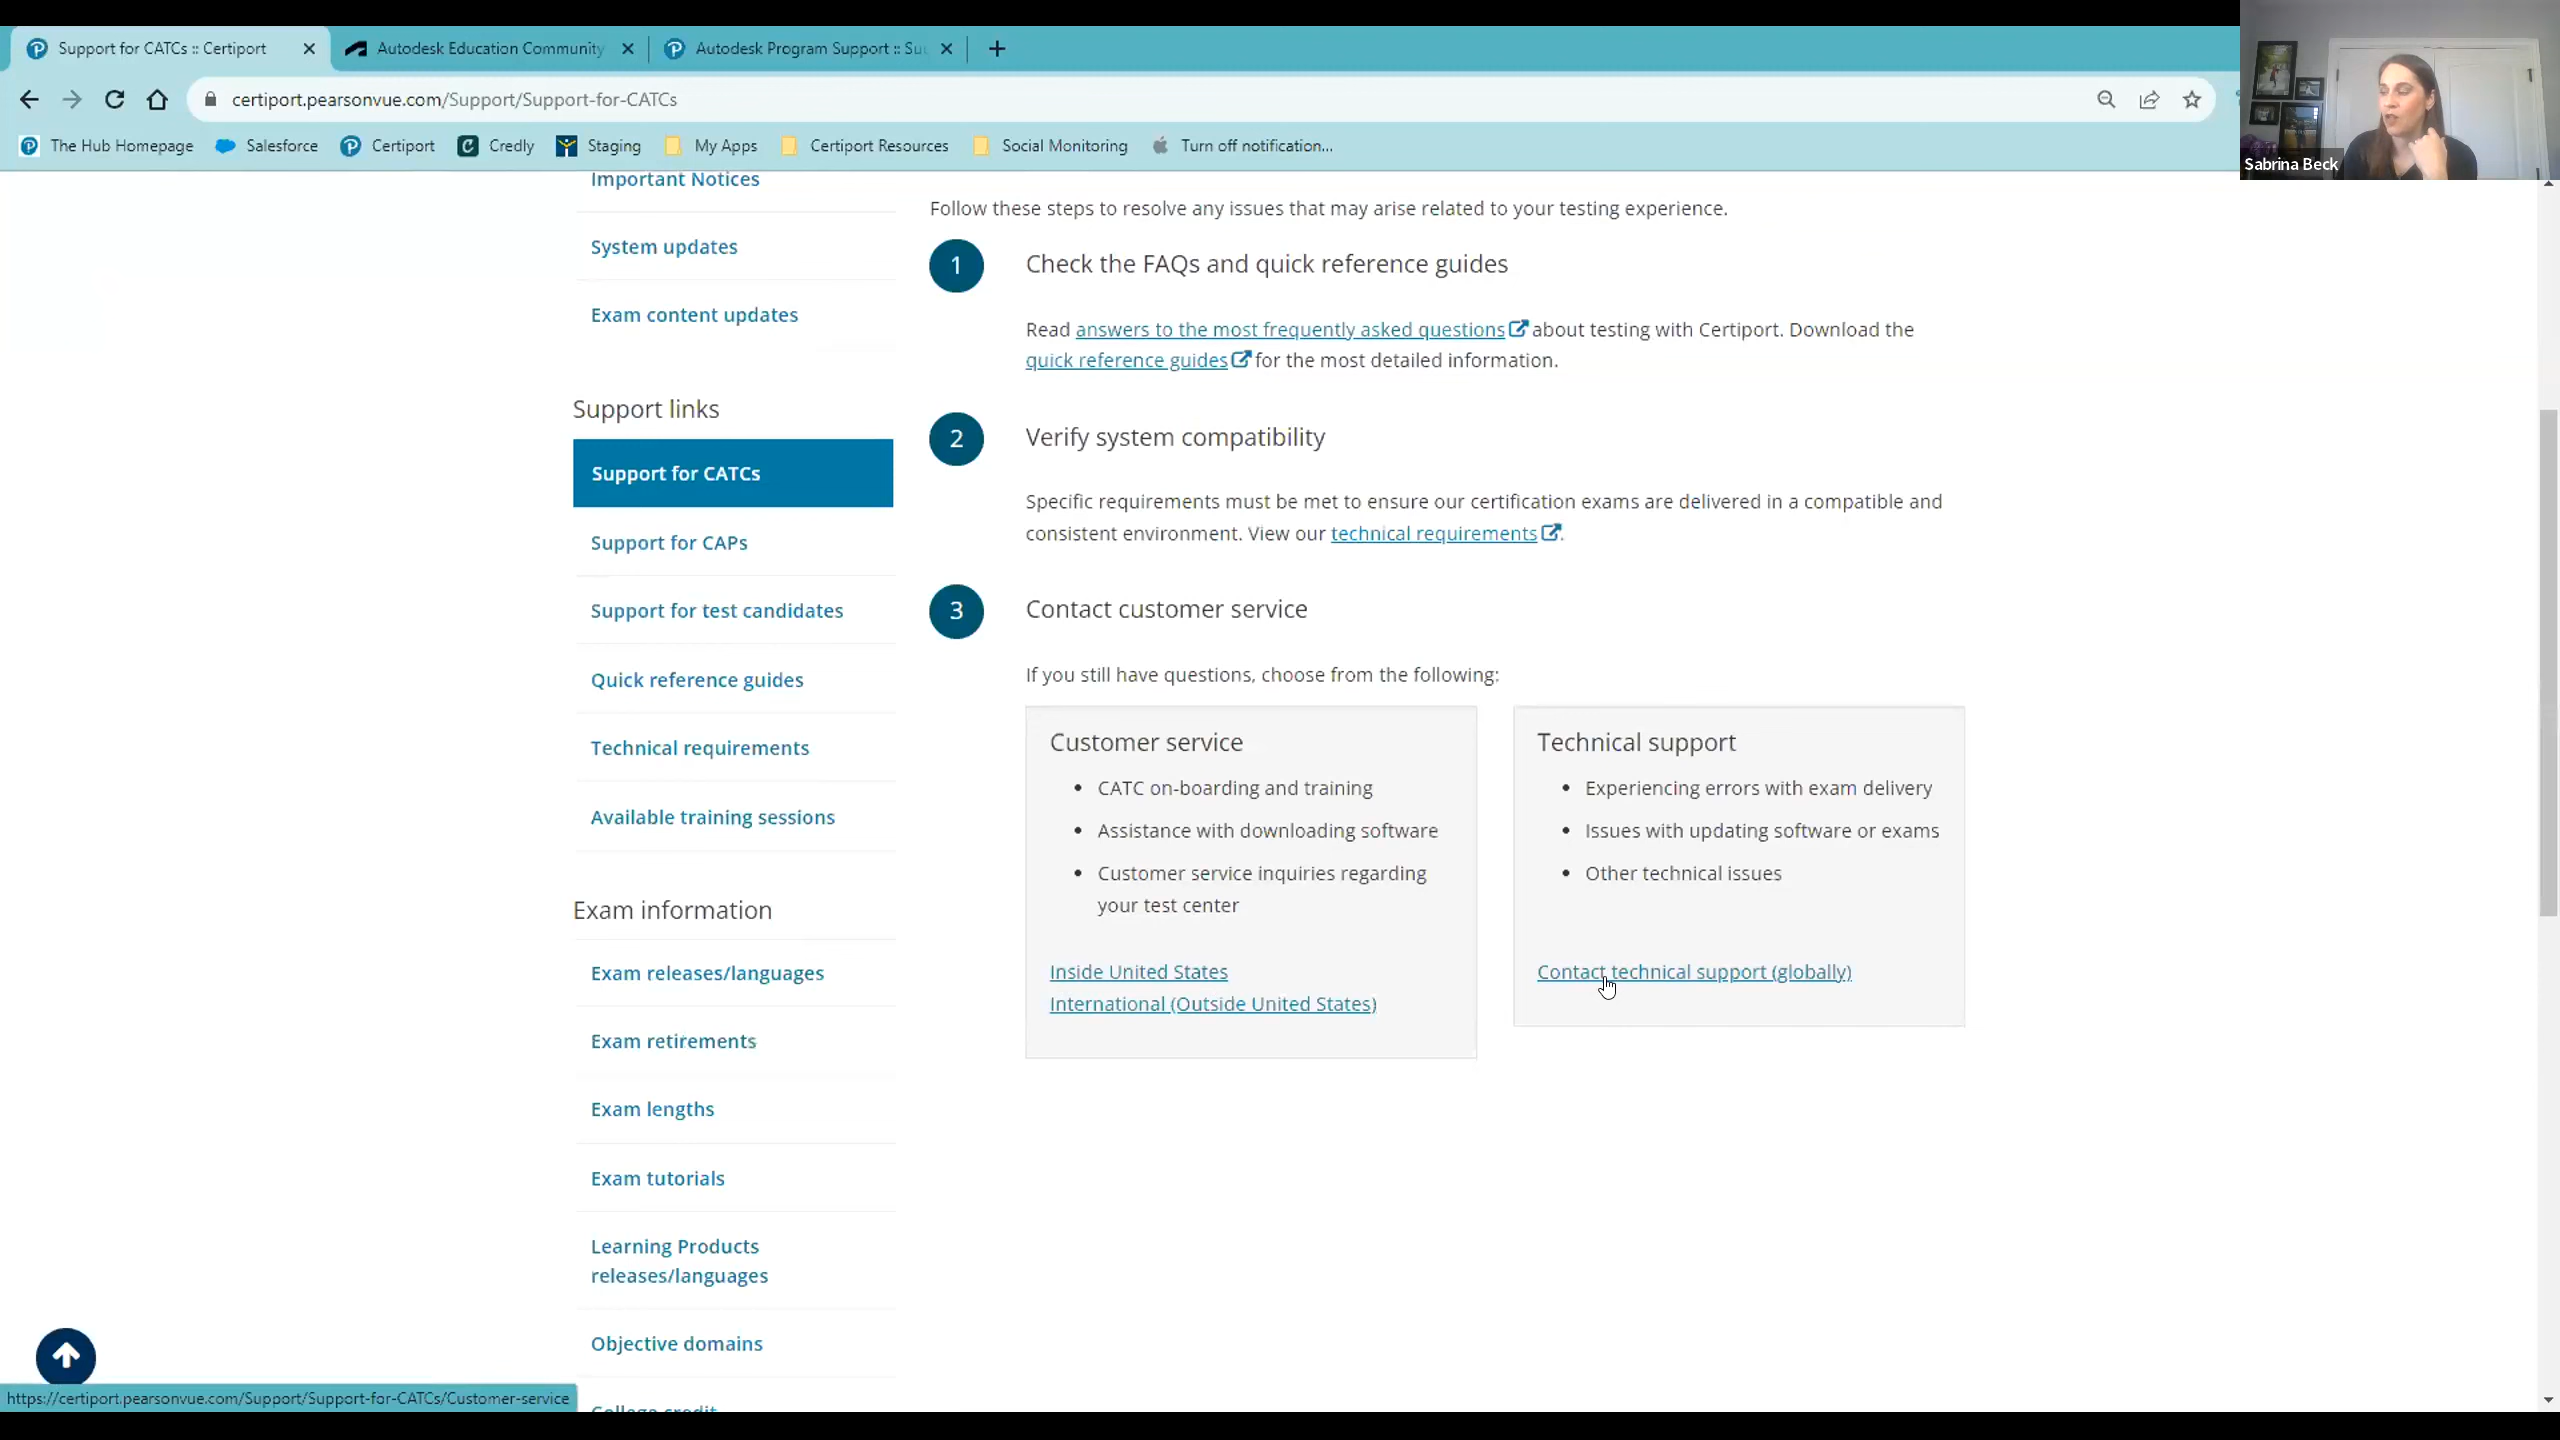 Support for CATCs :: Certiport
Autodesk Education Community
Autodesk Program Support :: Su
certiport.pearsonvue.com/Support/Support-for-CATCs
The Hub Homepage
Salesforce
Certiport
Credly
Staging
My Apps
Certiport Resources
Social Monitoring
Turn off notification...
Sabrina Beck
Important Notices
System updates
Exam content updates
Support links
Support for CATCs
Support for CAPs
Support for test candidates
Quick reference guides
Technical requirements
Available training sessions
Exam information
Exam releases/languages
Exam retirements
Exam lengths
Exam tutorials
Learning Products
releases/languages
Objective domains
College credit
Follow these steps to resolve any issues that may arise related to your testing experience.
1
Check the FAQs and quick reference guides
Read answers to the most frequently asked questions about testing with Certiport. Download the
quick reference guides for the most detailed information.
2
Verify system compatibility
Specific requirements must be met to ensure our certification exams are delivered in a compatible and
consistent environment. View our technical requirements.
3
Contact customer service
If you still have questions, choose from the following:
Customer service
• CATC on-boarding and training
• Assistance with downloading software
• Customer service inquiries regarding
your test center
Inside United States
International (Outside United States)
Technical support
• Experiencing errors with exam delivery
• Issues with updating software or exams
• Other technical issues
Contact technical support (globally)
https://certiport.pearsonvue.com/Support/Support-for-CATCs/Customer-service